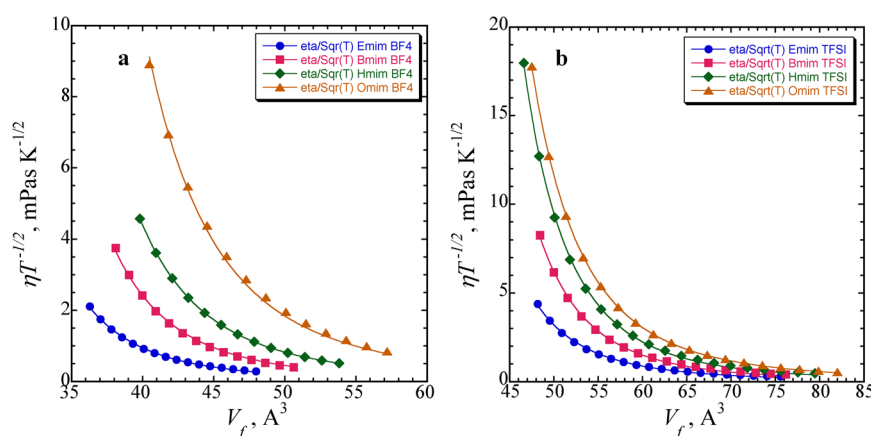 a
eta/Sqr(T) Emim BF4
eta/Sqr(T) Bmim BF4
eta/Sqr(T) Hmim BF4
eta/Sqr(T) Omim BF4
ηT^-1/2, mPas K^-1/2
10
8
6
4
2
0
35 40 45 50 55 60
V_f, A^3
b
eta/Sqrt(T) Emim TFSI
eta/Sqrt(T) Bmim TFSI
eta/Sqrt(T) Hmim TFSI
eta/Sqrt(T) Omim TFSI
ηT^-1/2, mPas K^-1/2
20
15
10
5
0
45 50 55 60 65 70 75 80 85
V_f, A^3